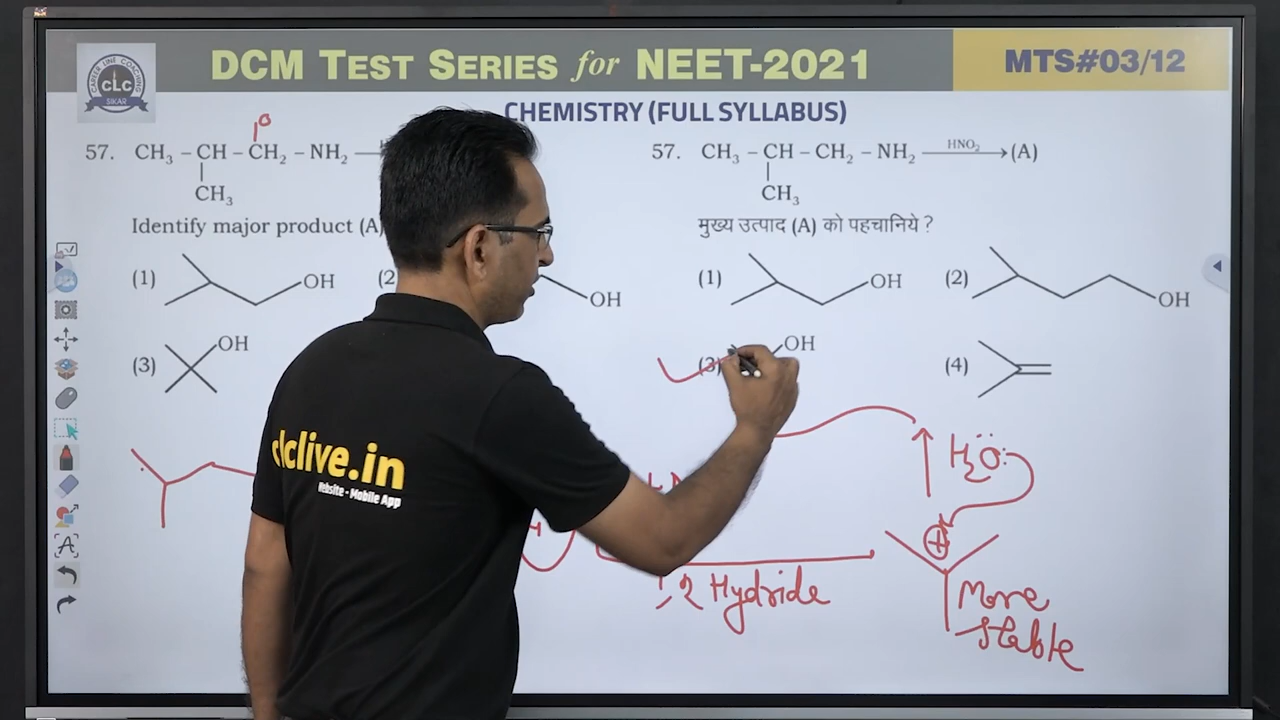 DCM TEST SERIES for NEET-2021
MTS#03/12
CAREER LINE COACHING
CLC
SIKAR
CHEMISTRY (FULL SYLLABUS)
57. CH₃ – CH – CH₂ – NH₂ ⟶
CH₃
Identify major product (A)
(1) OH (2 OH
(3) OH
57. CH₃ – CH – CH₂ – NH₂ —HNO₂→ (A)
CH₃
मुख्य उत्पाद (A) को पहचानिये ?
(1) OH (2) OH
(3) OH (4)
1°
H₂Ö:
⊕
1,2 Hydride
More
stable
clclive.in
Website - Mobile App